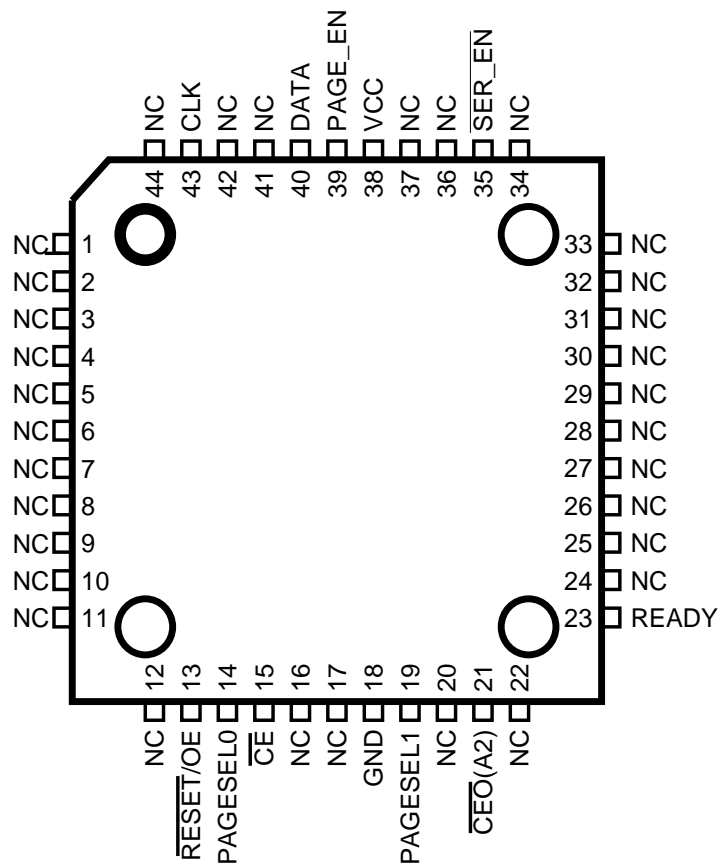 NC CLK NC NC DATA PAGE_EN VCC NC NC S̅E̅R̅_̅E̅N̅ NC
44 43 42 41 40 39 38 37 36 35 34
NC 1 33 NC
NC 2 32 NC
NC 3 31 NC
NC 4 30 NC
NC 5 29 NC
NC 6 28 NC
NC 7 27 NC
NC 8 26 NC
NC 9 25 NC
NC 10 24 NC
NC 11 23 READY
12 13 14 15 16 17 18 19 20 21 22
NC R̅E̅S̅E̅T̅/OE PAGESEL0 C̅E̅ NC NC GND PAGESEL1 NC C̅E̅O̅(A2) NC